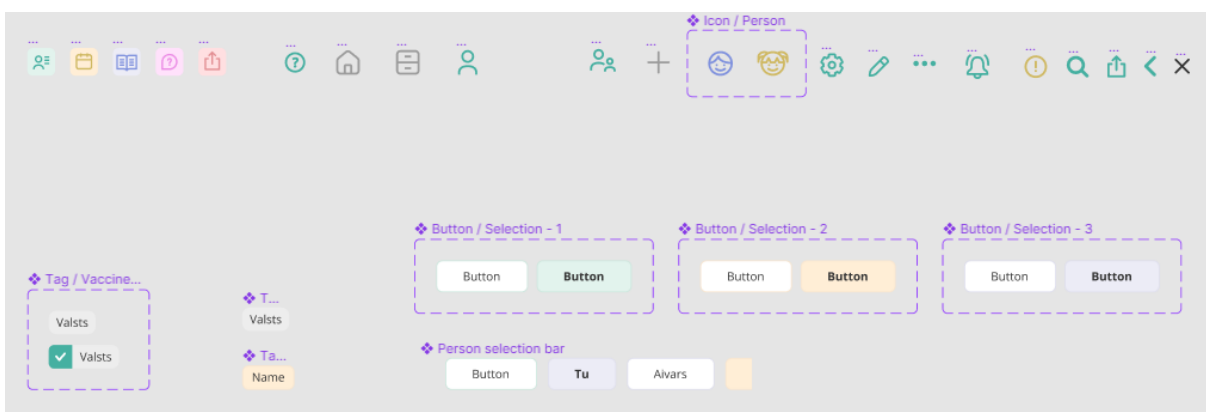 Icon / Person
Button / Selection - 1
Button / Selection - 2
Button / Selection - 3
Button
Button
Button
Button
Button
Button
Tag / Vaccine...
Valsts
Valsts
T...
Valsts
Ta...
Name
Person selection bar
Button
Tu
Aivars